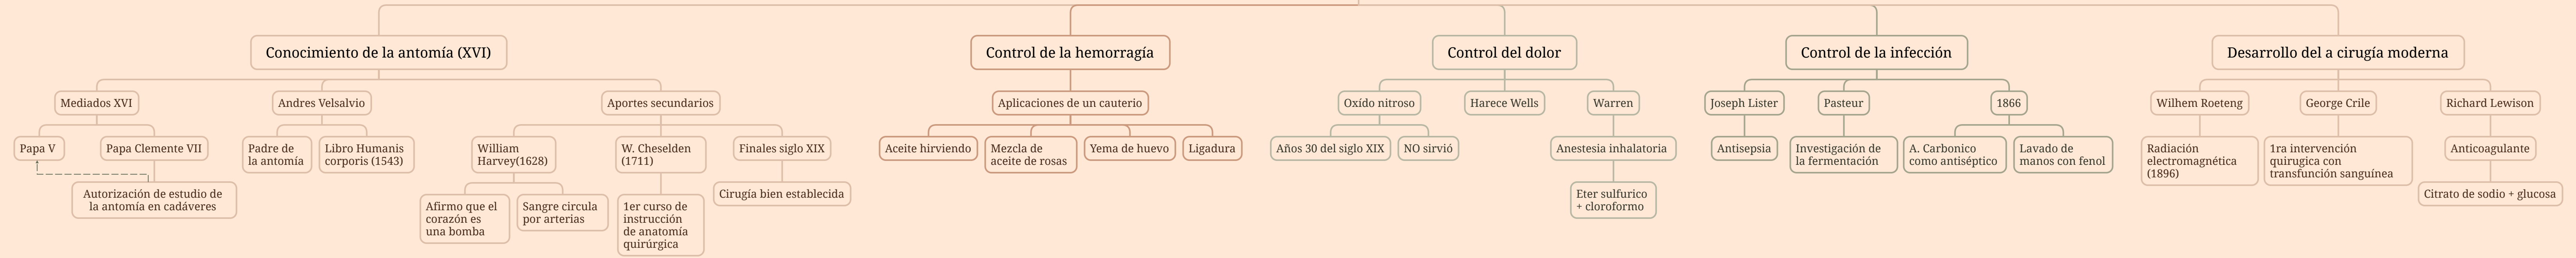 Conocimiento de la antomía (XVI)
Control de la hemorragía
Control del dolor
Control de la infección
Desarrollo del a cirugía moderna
Mediados XVI
Andres Velsalvio
Aportes secundarios
Aplicaciones de un cauterio
Oxído nitroso
Harece Wells
Warren
Joseph Lister
Pasteur
1866
Wilhem Roeteng
George Crile
Richard Lewison
Papa V
Papa Clemente VII
Padre de
la antomía
Libro Humanis
corporis (1543)
William
Harvey(1628)
W. Cheselden
(1711)
Finales siglo XIX
Aceite hirviendo
Mezcla de
aceite de rosas
Yema de huevo
Ligadura
Años 30 del siglo XIX
NO sirvió
Anestesia inhalatoria
Antisepsia
Investigación de
la fermentación
A. Carbonico
como antiséptico
Lavado de
manos con fenol
Radiación
electromagnética
(1896)
1ra intervención
quirugica con
transfunción sanguínea
Anticoagulante
Autorización de estudio de
la antomía en cadáveres
Afirmo que el
corazón es
una bomba
Sangre circula
por arterias
1er curso de
instrucción
de anatomía
quirúrgica
Cirugía bien establecida
Eter sulfurico
+ cloroformo
Citrato de sodio + glucosa